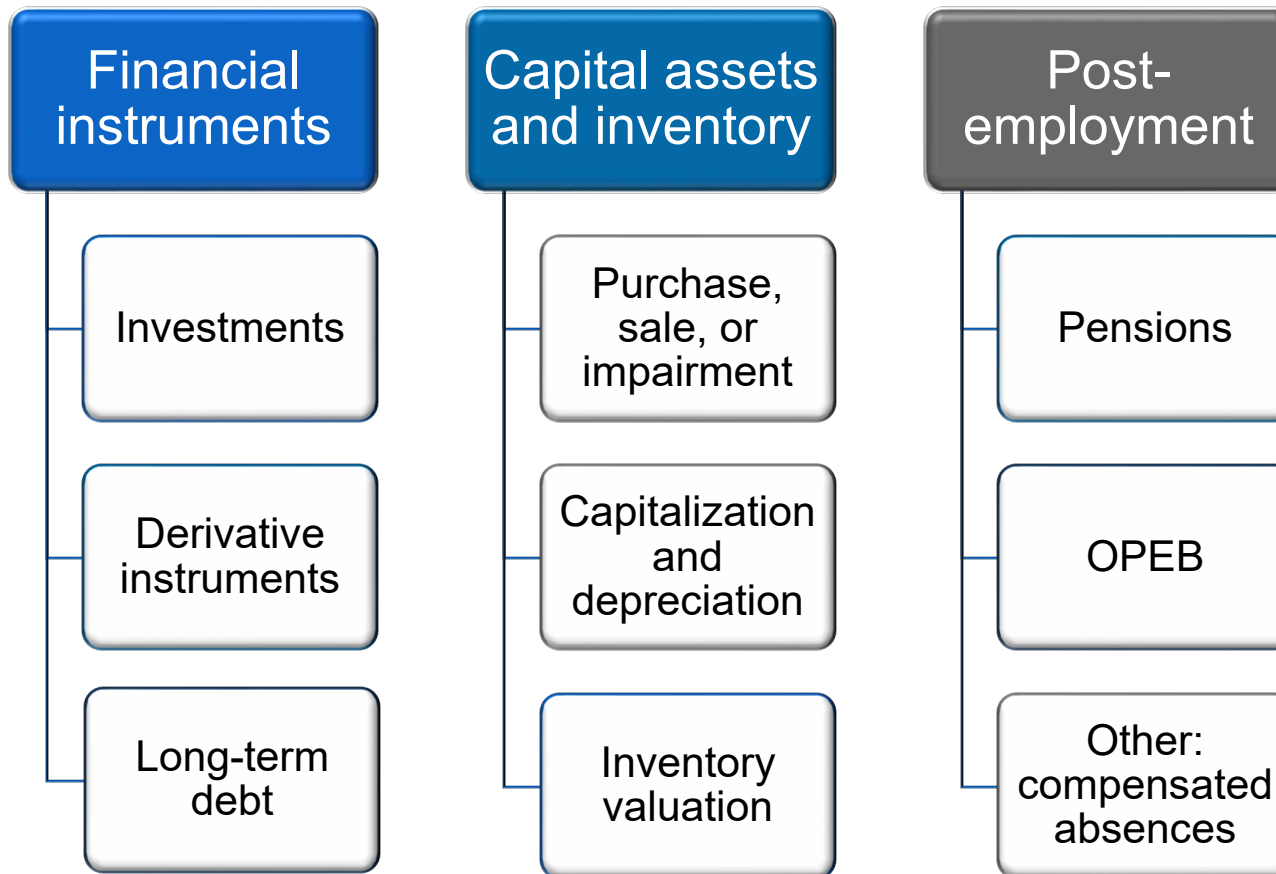 Financial
instruments
Investments
Derivative
instruments
Long-term
debt
Capital assets
and inventory
Purchase,
sale, or
impairment
Capitalization
and
depreciation
Inventory
valuation
Post-
employment
Pensions
OPEB
Other:
compensated
absences